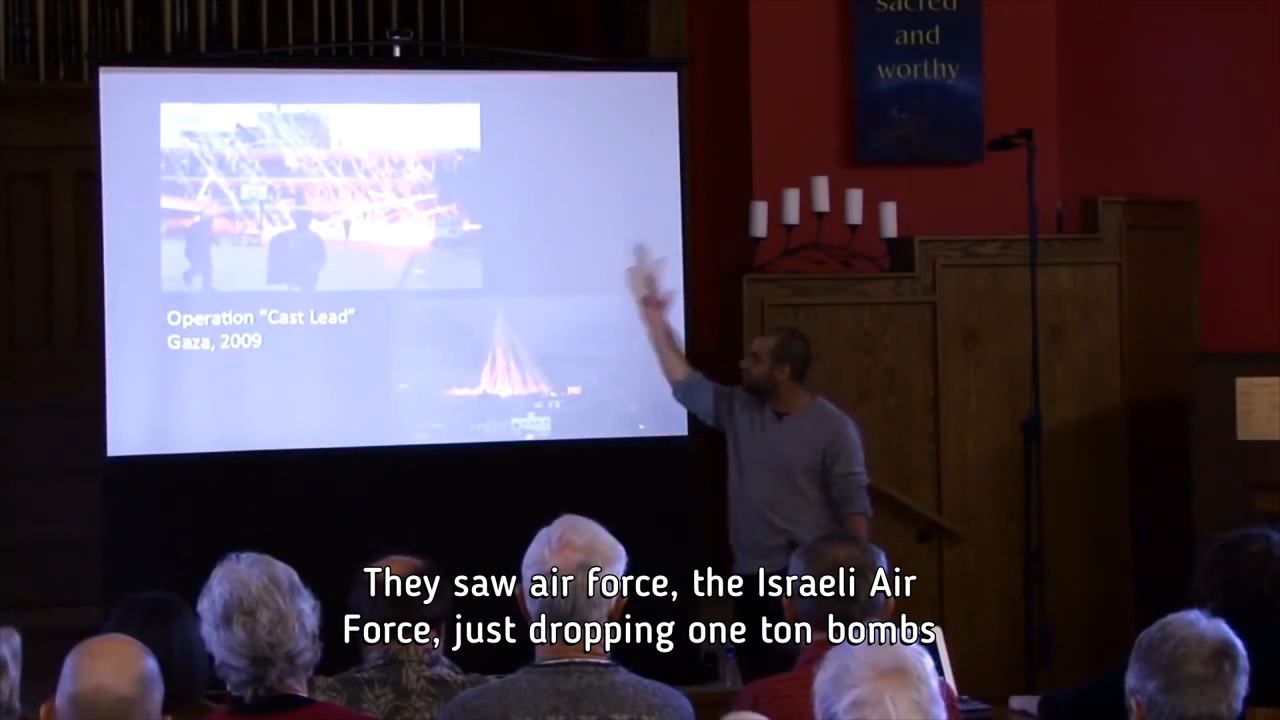 sacred
and
worthy
Operation “Cast Lead”
Gaza, 2009
They saw air force, the Israeli Air
Force, just dropping one ton bombs